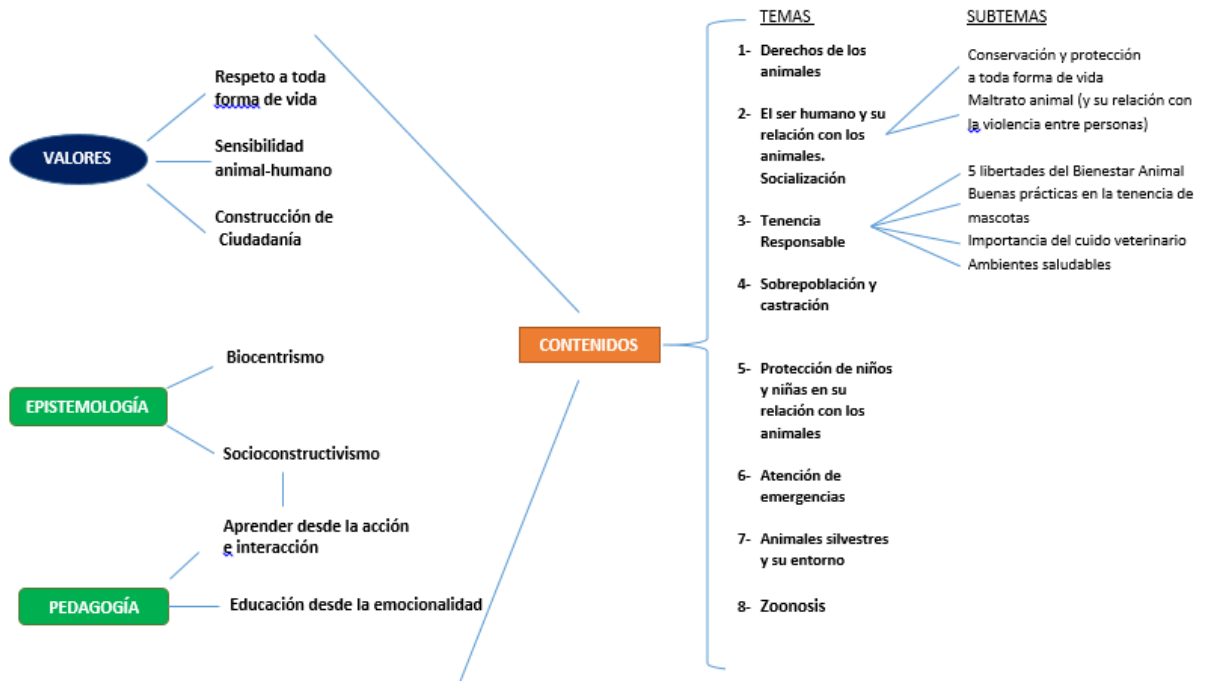 VALORES
Respeto a toda
forma de vida
Sensibilidad
animal-humano
Construcción de
Ciudadanía
EPISTEMOLOGÍA
Biocentrismo
Socioconstructivismo
PEDAGOGÍA
Aprender desde la acción
e interacción
Educación desde la emocionalidad
CONTENIDOS
TEMAS
1- Derechos de los
animales
2- El ser humano y su
relación con los
animales.
Socialización
3- Tenencia
Responsable
4- Sobrepoblación y
castración
5- Protección de niños
y niñas en su
relación con los
animales
6- Atención de
emergencias
7- Animales silvestres
y su entorno
8- Zoonosis
SUBTEMAS
Conservación y protección
a toda forma de vida
Maltrato animal (y su relación con
la violencia entre personas)
5 libertades del Bienestar Animal
Buenas prácticas en la tenencia de
mascotas
Importancia del cuido veterinario
Ambientes saludables